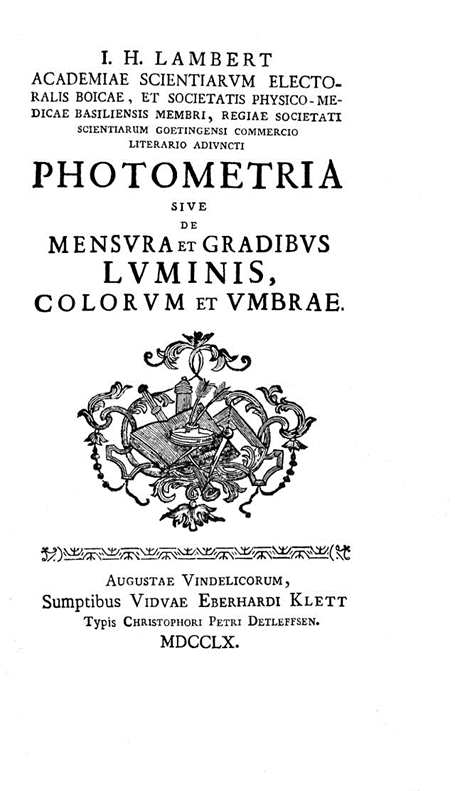 I. H. LAMBERT
ACADEMIAE SCIENTIARVM ELECTO-
RALIS BOICAE, ET SOCIETATIS PHYSICO-ME-
DICAE BASILIENSIS MEMBRI, REGIAE SOCIETATI
SCIENTIARUM GOETINGENSI COMMERCIO
LITERARIO ADIVNCTI
PHOTOMETRIA
SIVE
DE
MENSVRA ET GRADIBVS
LVMINIS,
COLORVM ET VMBRAE.
AUGUSTAE VINDELICORUM,
Sumptibus VIDVAE EBERHARDI KLETT
Typis CHRISTOPHORI PETRI DETLEFFSEN.
MDCCLX.